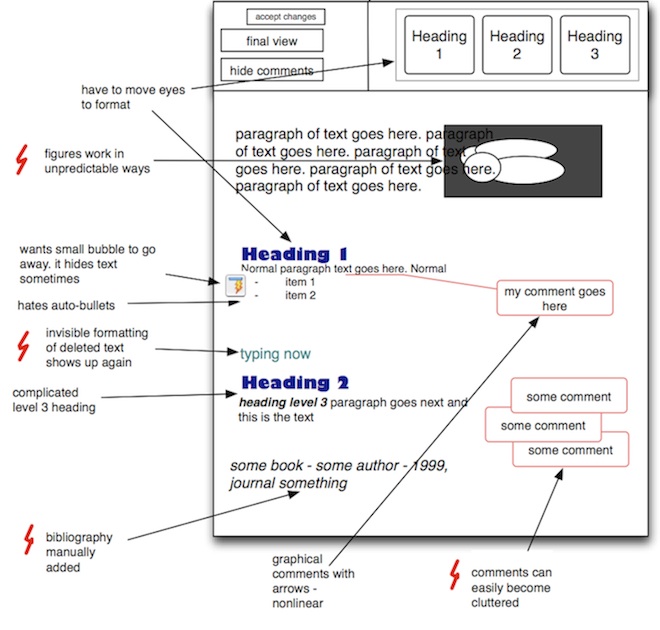 accept changes
final view
hide comments
Heading
1
Heading
2
Heading
3
have to move eyes
to format
figures work in
unpredictable ways
paragraph of text goes here. paragraph
of text goes here. paragraph of text
goes here. paragraph of text goes here.
paragraph of text goes here.
wants small bubble to go
away. it hides text
sometimes
hates auto-bullets
Heading 1
Normal paragraph text goes here. Normal
- item 1
- item 2
my comment goes
here
invisible formatting
of deleted text
shows up again
typing now
complicated
level 3 heading
Heading 2
heading level 3 paragraph goes next and
this is the text
some comment
some comment
some comment
some book - some author - 1999,
journal something
bibliography
manually
added
graphical
comments with
arrows -
nonlinear
comments can
easily become
cluttered